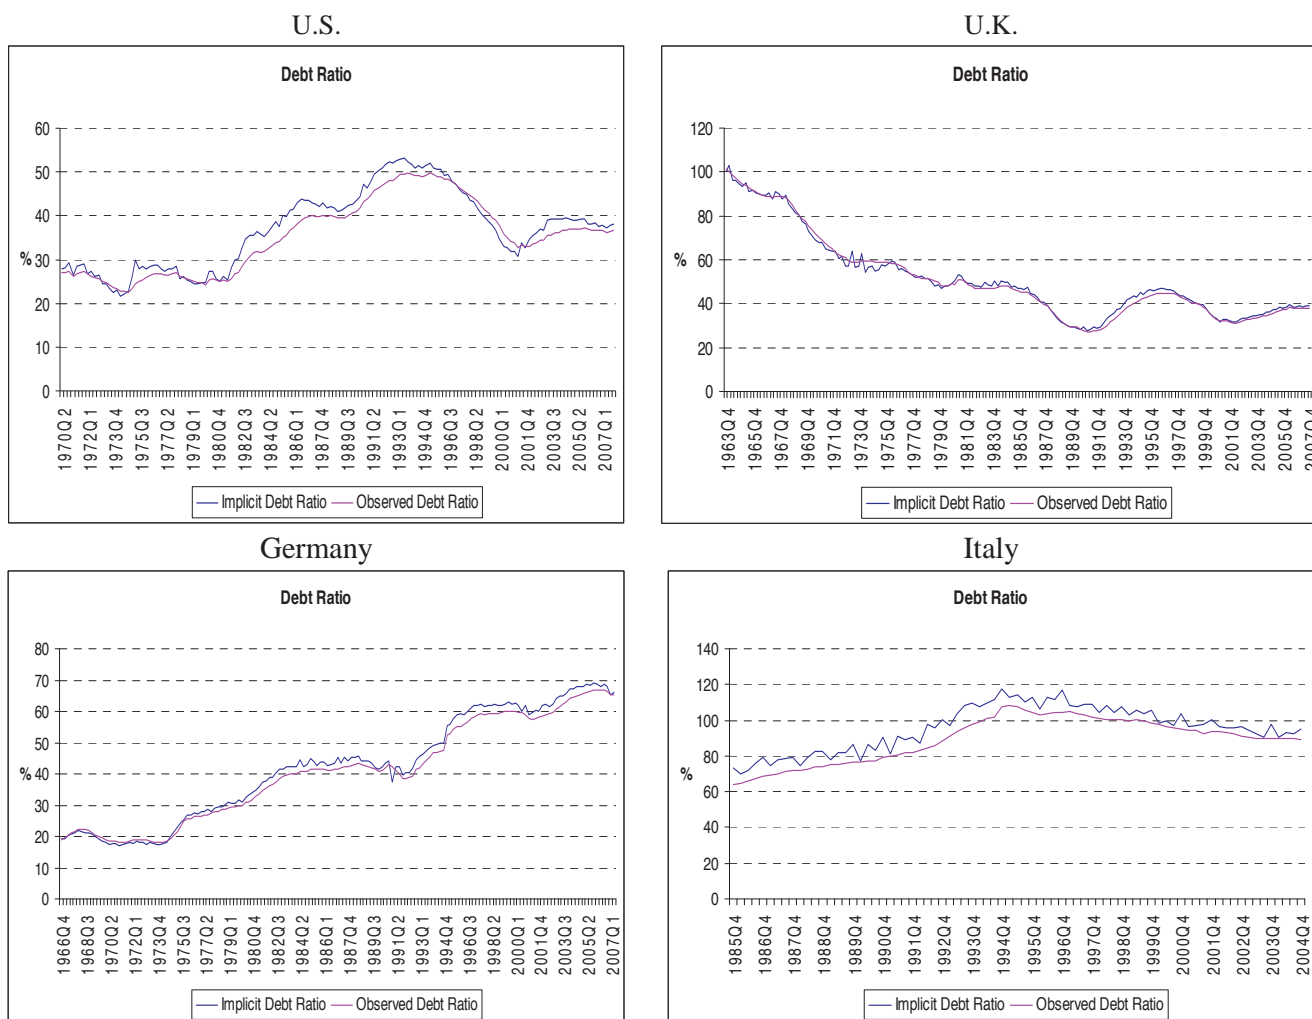 U.S.
Debt Ratio
60
50
40
30
20
10
0
%
1970Q2
1972Q1
1973Q4
1975Q3
1977Q2
1979Q1
1980Q4
1982Q3
1984Q2
1986Q1
1987Q4
1989Q3
1991Q2
1993Q1
1994Q4
1996Q3
1998Q2
2000Q1
2001Q4
2003Q3
2005Q2
2007Q1
Implicit Debt Ratio
Observed Debt Ratio
U.K.
Debt Ratio
120
100
80
60
40
20
0
%
1963Q4
1965Q4
1967Q4
1969Q4
1971Q4
1973Q4
1975Q4
1977Q4
1979Q4
1981Q4
1983Q4
1985Q4
1987Q4
1989Q4
1991Q4
1993Q4
1995Q4
1997Q4
1999Q4
2001Q4
2003Q4
2005Q4
2007Q4
Implicit Debt Ratio
Observed Debt Ratio
Germany
Debt Ratio
80
70
60
50
40
30
20
10
0
%
1966Q4
1968Q3
1970Q2
1972Q1
1973Q4
1975Q3
1977Q2
1979Q1
1980Q4
1982Q3
1984Q2
1986Q1
1987Q4
1989Q3
1991Q2
1993Q1
1994Q4
1996Q3
1998Q2
2000Q1
2001Q4
2003Q3
2005Q2
2007Q1
Implicit Debt Ratio
Observed Debt Ratio
Italy
Debt Ratio
140
120
100
80
60
40
20
0
%
1985Q4
1986Q4
1987Q4
1988Q4
1989Q4
1990Q4
1991Q4
1992Q4
1993Q4
1994Q4
1995Q4
1996Q4
1997Q4
1998Q4
1999Q4
2000Q4
2001Q4
2002Q4
2003Q4
2004Q4
Implicit Debt Ratio
Observed Debt Ratio